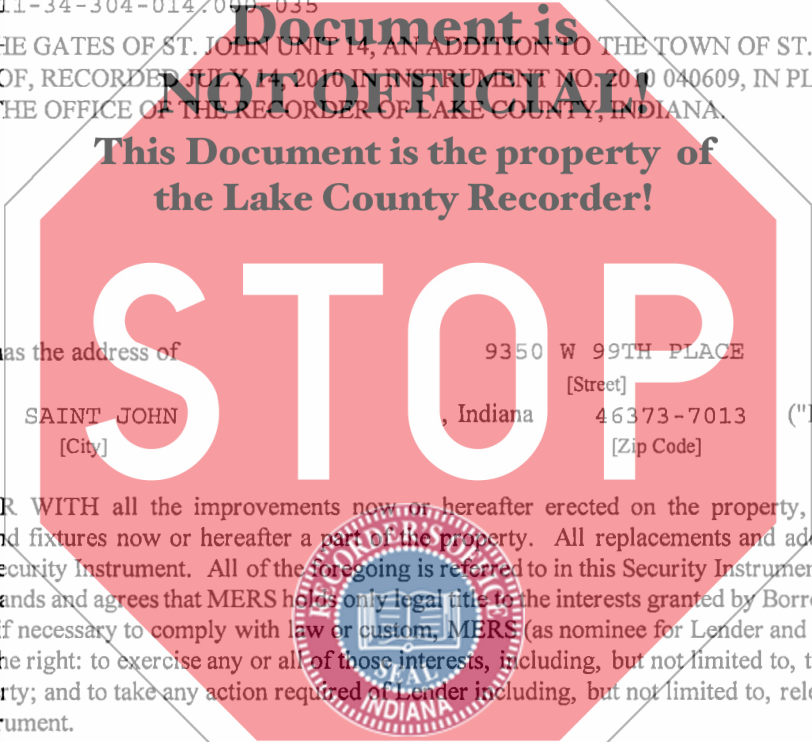 11-34-304-014.000-035
Document is
HE GATES OF ST. JOHN UNIT 14, AN ADDITION TO THE TOWN OF ST.
OF, RECORDED JULY 14, 2010 IN INSTRUMENT NO. 2010 040609, IN PL
NOT OFFICIAL!
THE OFFICE OF THE RECORDER OF LAKE COUNTY, INDIANA.
This Document is the property of
the Lake County Recorder!
STOP
as the address of 9350 W 99TH PLACE
[Street]
SAINT JOHN , Indiana 46373-7013 ("
[City] [Zip Code]
R WITH all the improvements now or hereafter erected on the property,
d fixtures now or hereafter a part of the property. All replacements and ad
ecurity Instrument. All of the foregoing is referred to in this Security Instrumen
ands and agrees that MERS holds only legal title to the interests granted by Borr
if necessary to comply with law or custom, MERS (as nominee for Lender and
he right: to exercise any or all of those interests, including, but not limited to, t
rty; and to take any action required of Lender including, but not limited to, rele
rument.
RECORDER'S OFFICE
SEAL
INDIANA